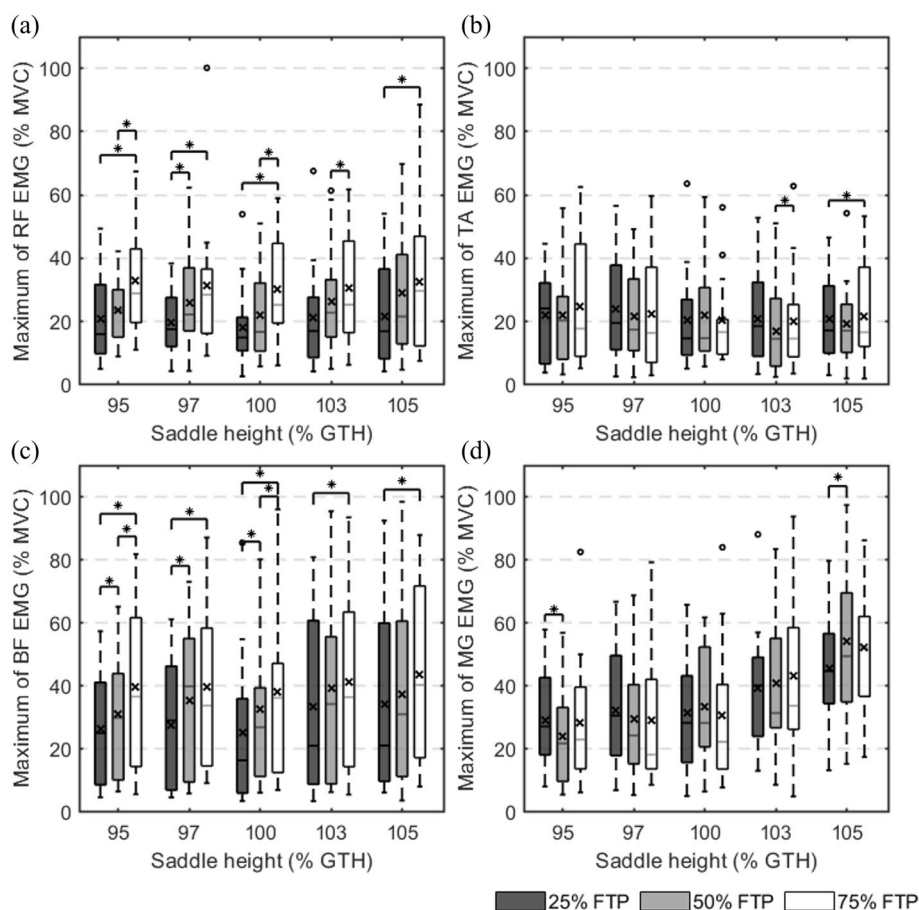 (a)
Maximum of RF EMG (% MVC)
100
80
60
40
20
0
* * * * * * * *
95 97 100 103 105
Saddle height (% GTH)
(b)
Maximum of TA EMG (% MVC)
100
80
60
40
20
0
* *
95 97 100 103 105
Saddle height (% GTH)
(c)
Maximum of BF EMG (% MVC)
100
80
60
40
20
0
* * * * * * * * * *
95 97 100 103 105
Saddle height (% GTH)
(d)
Maximum of MG EMG (% MVC)
100
80
60
40
20
0
* *
95 97 100 103 105
Saddle height (% GTH)
25% FTP 50% FTP 75% FTP